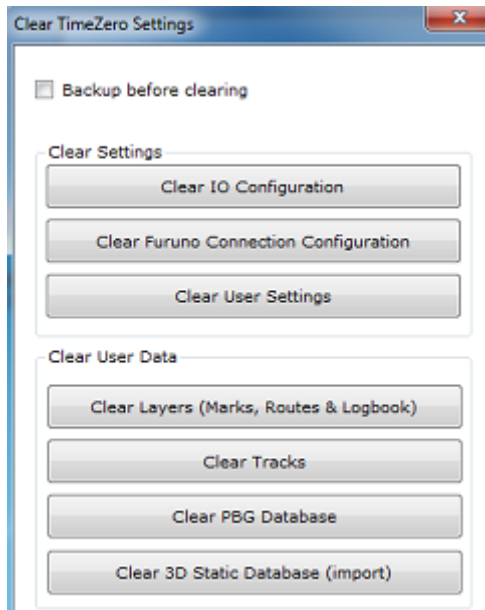 Clear TimeZero Settings
Backup before clearing
Clear Settings
Clear IO Configuration
Clear Furuno Connection Configuration
Clear User Settings
Clear User Data
Clear Layers (Marks, Routes & Logbook)
Clear Tracks
Clear PBG Database
Clear 3D Static Database (import)